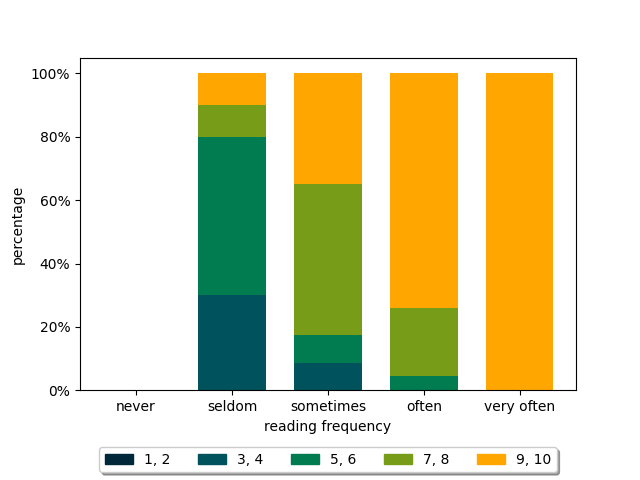 100%
80%
60%
40%
20%
0%
percentage
never seldom sometimes often very often
reading frequency
1, 2 3, 4 5, 6 7, 8 9, 10